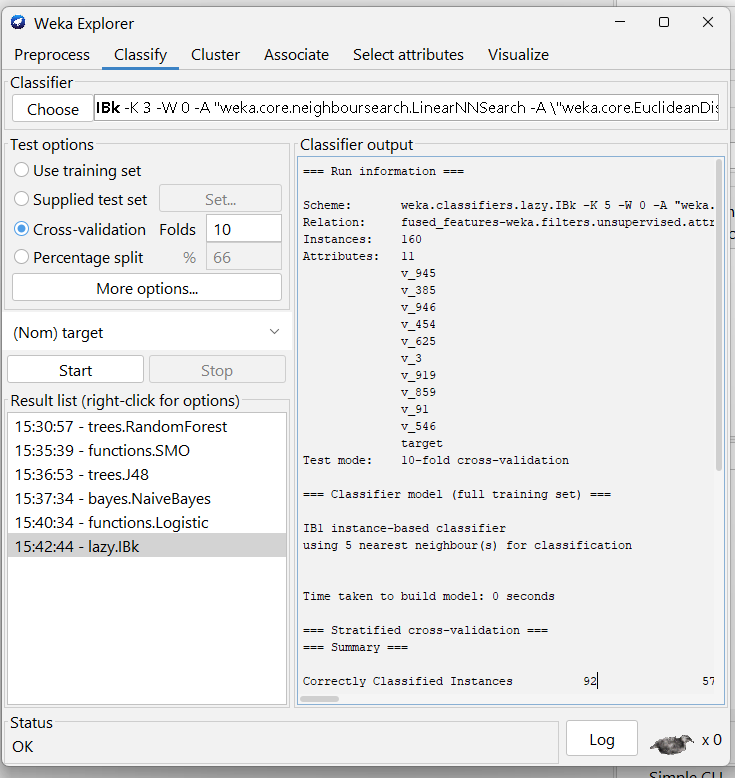 Weka Explorer
Preprocess Classify Cluster Associate Select attributes Visualize
Classifier
Choose IBk -K 3 -W 0 -A "weka.core.neighboursearch.LinearNNSearch -A \"weka.core.EuclideanDis
Test options
Use training set
Supplied test set Set...
Cross-validation Folds 10
Percentage split % 66
More options...
(Nom) target
Start Stop
Result list (right-click for options)
15:30:57 - trees.RandomForest
15:35:39 - functions.SMO
15:36:53 - trees.J48
15:37:34 - bayes.NaiveBayes
15:40:34 - functions.Logistic
15:42:44 - lazy.IBk
Classifier output
=== Run information ===
Scheme: weka.classifiers.lazy.IBk -K 5 -W 0 -A "weka.
Relation: fused_features-weka.filters.unsupervised.attr
Instances: 160
Attributes: 11
v_945
v_385
v_946
v_454
v_625
v_3
v_919
v_859
v_91
v_546
target
Test mode: 10-fold cross-validation
=== Classifier model (full training set) ===
IB1 instance-based classifier
using 5 nearest neighbour(s) for classification
Time taken to build model: 0 seconds
=== Stratified cross-validation ===
=== Summary ===
Correctly Classified Instances 92 57
Status
OK
Log
x 0